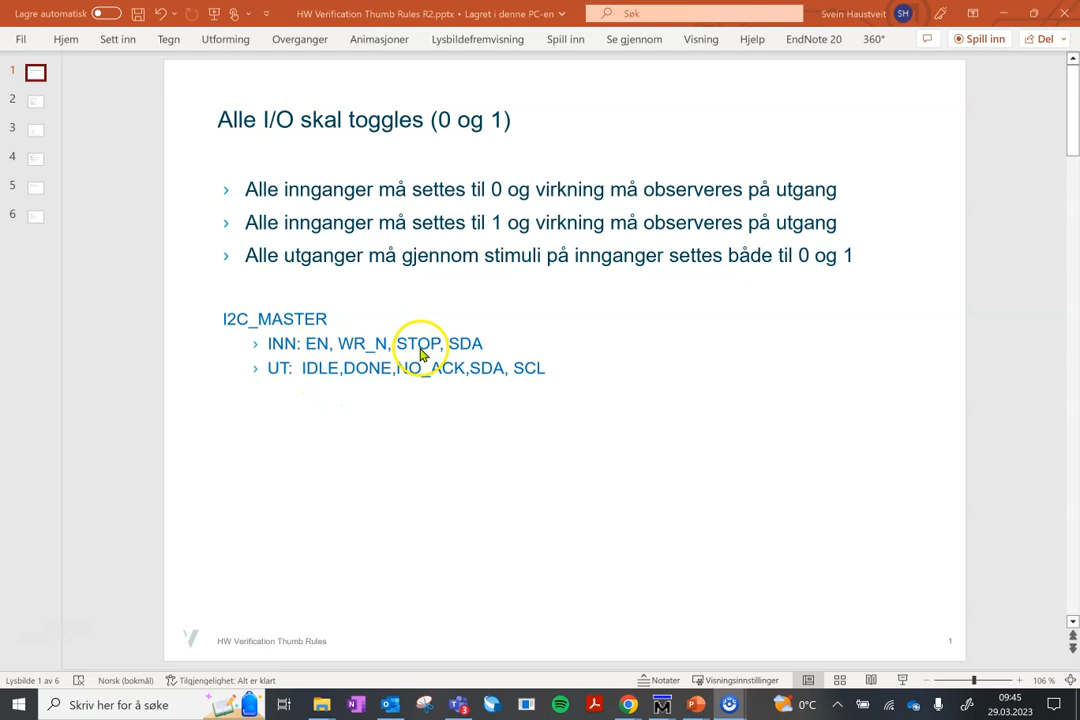 Lagre automatisk
HW Verification Thumb Rules R2.pptx • Lagret i denne PC-en
Søk
Svein Haustveit
SH
Fil Hjem Sett inn Tegn Utforming Overganger Animasjoner Lysbildefremvisning Spill inn Se gjennom Visning Hjelp EndNote 20 360° Spill inn Del
1
2
3
4
5
6
Alle I/O skal toggles (0 og 1)
› Alle innganger må settes til 0 og virkning må observeres på utgang
› Alle innganger må settes til 1 og virkning må observeres på utgang
› Alle utganger må gjennom stimuli på innganger settes både til 0 og 1
I2C_MASTER
› INN: EN, WR_N, STOP, SDA
› UT: IDLE,DONE,NO_ACK,SDA, SCL
HW Verification Thumb Rules 1
Lysbilde 1 av 6 Norsk (bokmål) Tilgjengelighet: Alt er klart Notater Visningsinnstillinger 106 %
Skriv her for å søke
0°C
09:45
29.03.2023